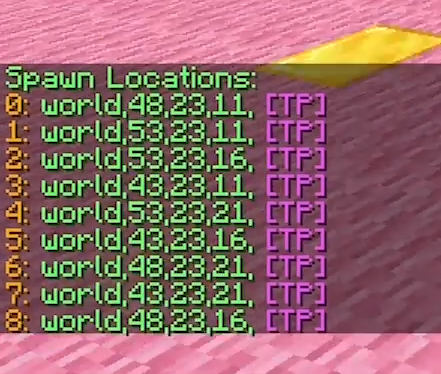 Spawn Locations:
0: world,48,23,11, [TP]
1: world,53,23,11, [TP]
2: world,53,23,16, [TP]
3: world,43,23,11, [TP]
4: world,53,23,21, [TP]
5: world,43,23,16, [TP]
6: world,48,23,21, [TP]
7: world,43,23,21, [TP]
8: world,48,23,16, [TP]